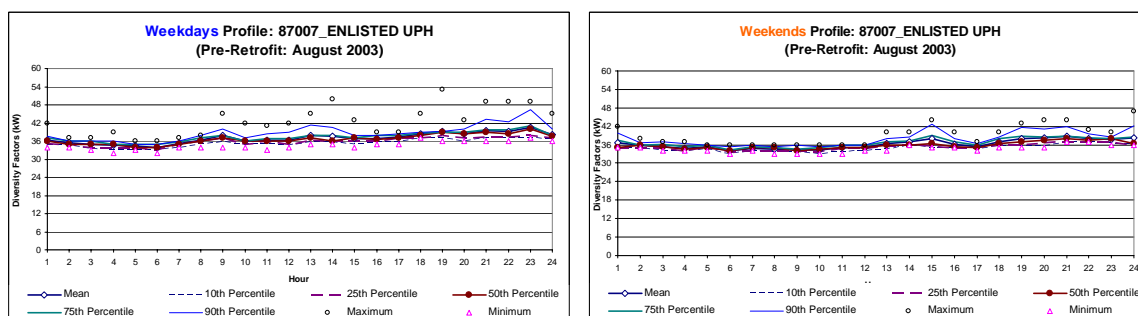 Weekdays Profile: 87007_ENLISTED UPH
(Pre-Retrofit: August 2003)
Diversity Factors (kW)
60
54
48
42
36
30
24
18
12
6
0
1 2 3 4 5 6 7 8 9 10 11 12 13 14 15 16 17 18 19 20 21 22 23 24
Hour
Mean 10th Percentile 25th Percentile 50th Percentile
75th Percentile 90th Percentile Maximum Minimum
Weekends Profile: 87007_ENLISTED UPH
(Pre-Retrofit: August 2003)
Diversity Factors (kW)
60
54
48
42
36
30
24
18
12
6
0
1 2 3 4 5 6 7 8 9 10 11 12 13 14 15 16 17 18 19 20 21 22 23 24
Mean 10th Percentile 25th Percentile 50th Percentile
75th Percentile 90th Percentile Maximum Minimum